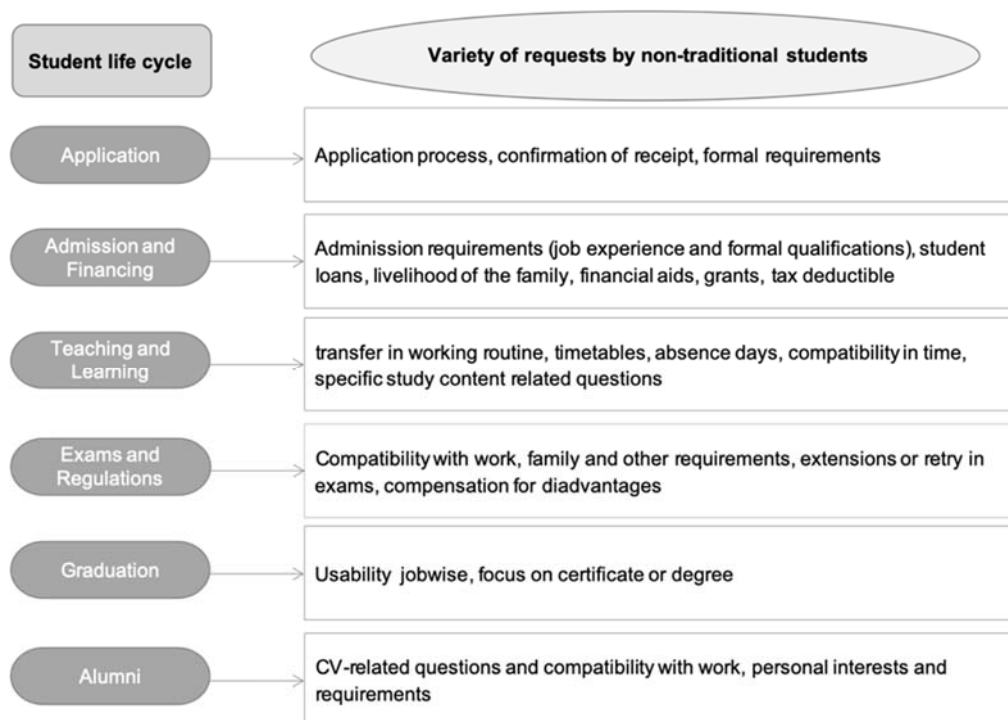 Student life cycle
Variety of requests by non-traditional students
Application
Application process, confirmation of receipt, formal requirements
Admission and
Financing
Adminission requirements (job experience and formal qualifications), student
loans, livelihood of the family, financial aids, grants, tax deductible
Teaching and
Learning
transfer in working routine, timetables, absence days, compatibility in time,
specific study content related questions
Exams and
Regulations
Compatibility with work, family and other requirements, extensions or retry in
exams, compensation for diadvantages
Graduation
Usability jobwise, focus on certificate or degree
Alumni
CV-related questions and compatibility with work, personal interests and
requirements